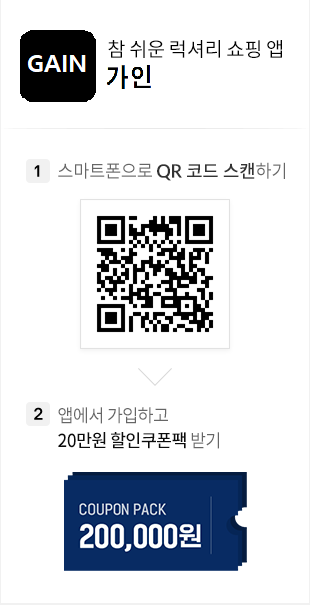 GAIN
참 쉬운 럭셔리 쇼핑 앱
가인
1 스마트폰으로 QR 코드 스캔하기
2 앱에서 가입하고
20만원 할인쿠폰팩 받기
COUPON PACK
200,000원